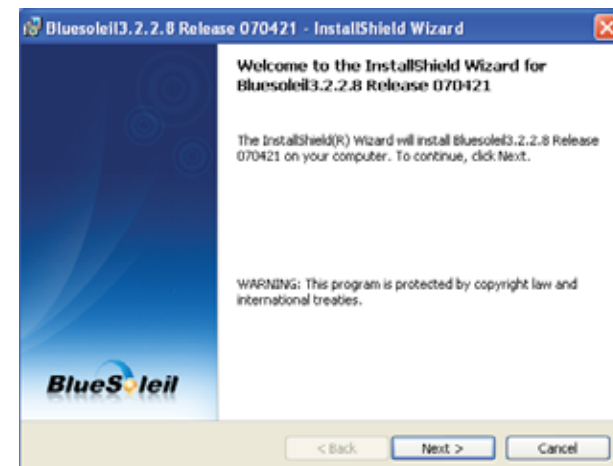 Bluesoleil3.2.2.8 Release 070421 - InstallShield Wizard
Welcome to the InstallShield Wizard for
Bluesoleil3.2.2.8 Release 070421
The InstallShield(R) Wizard will install Bluesoleil3.2.2.8 Release
070421 on your computer. To continue, click Next.
WARNING: This program is protected by copyright law and
international treaties.
BlueSoleil
< Back
Next >
Cancel